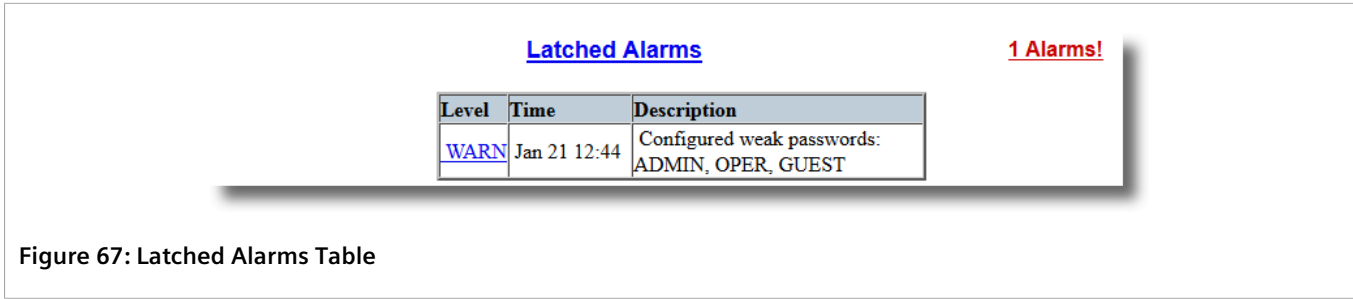 Latched Alarms
1 Alarms!
Level Time Description
WARN Jan 21 12:44 Configured weak passwords:
ADMIN, OPER, GUEST
Figure 67: Latched Alarms Table